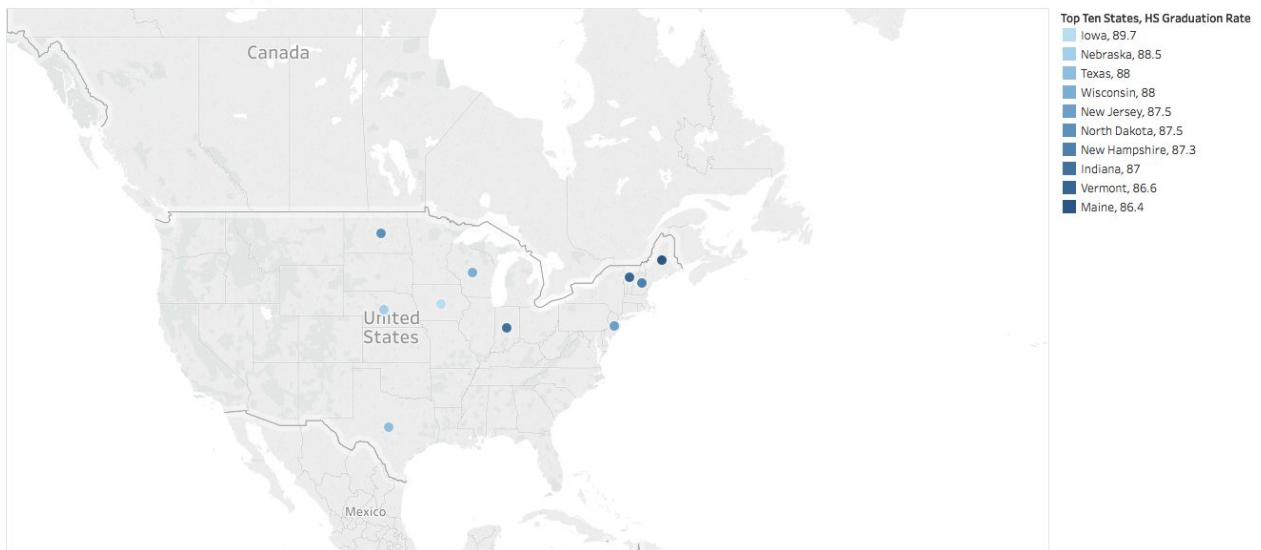 Canada
United
States
Mexico
Top Ten States, HS Graduation Rate
Iowa, 89.7
Nebraska, 88.5
Texas, 88
Wisconsin, 88
New Jersey, 87.5
North Dakota, 87.5
New Hampshire, 87.3
Indiana, 87
Vermont, 86.6
Maine, 86.4